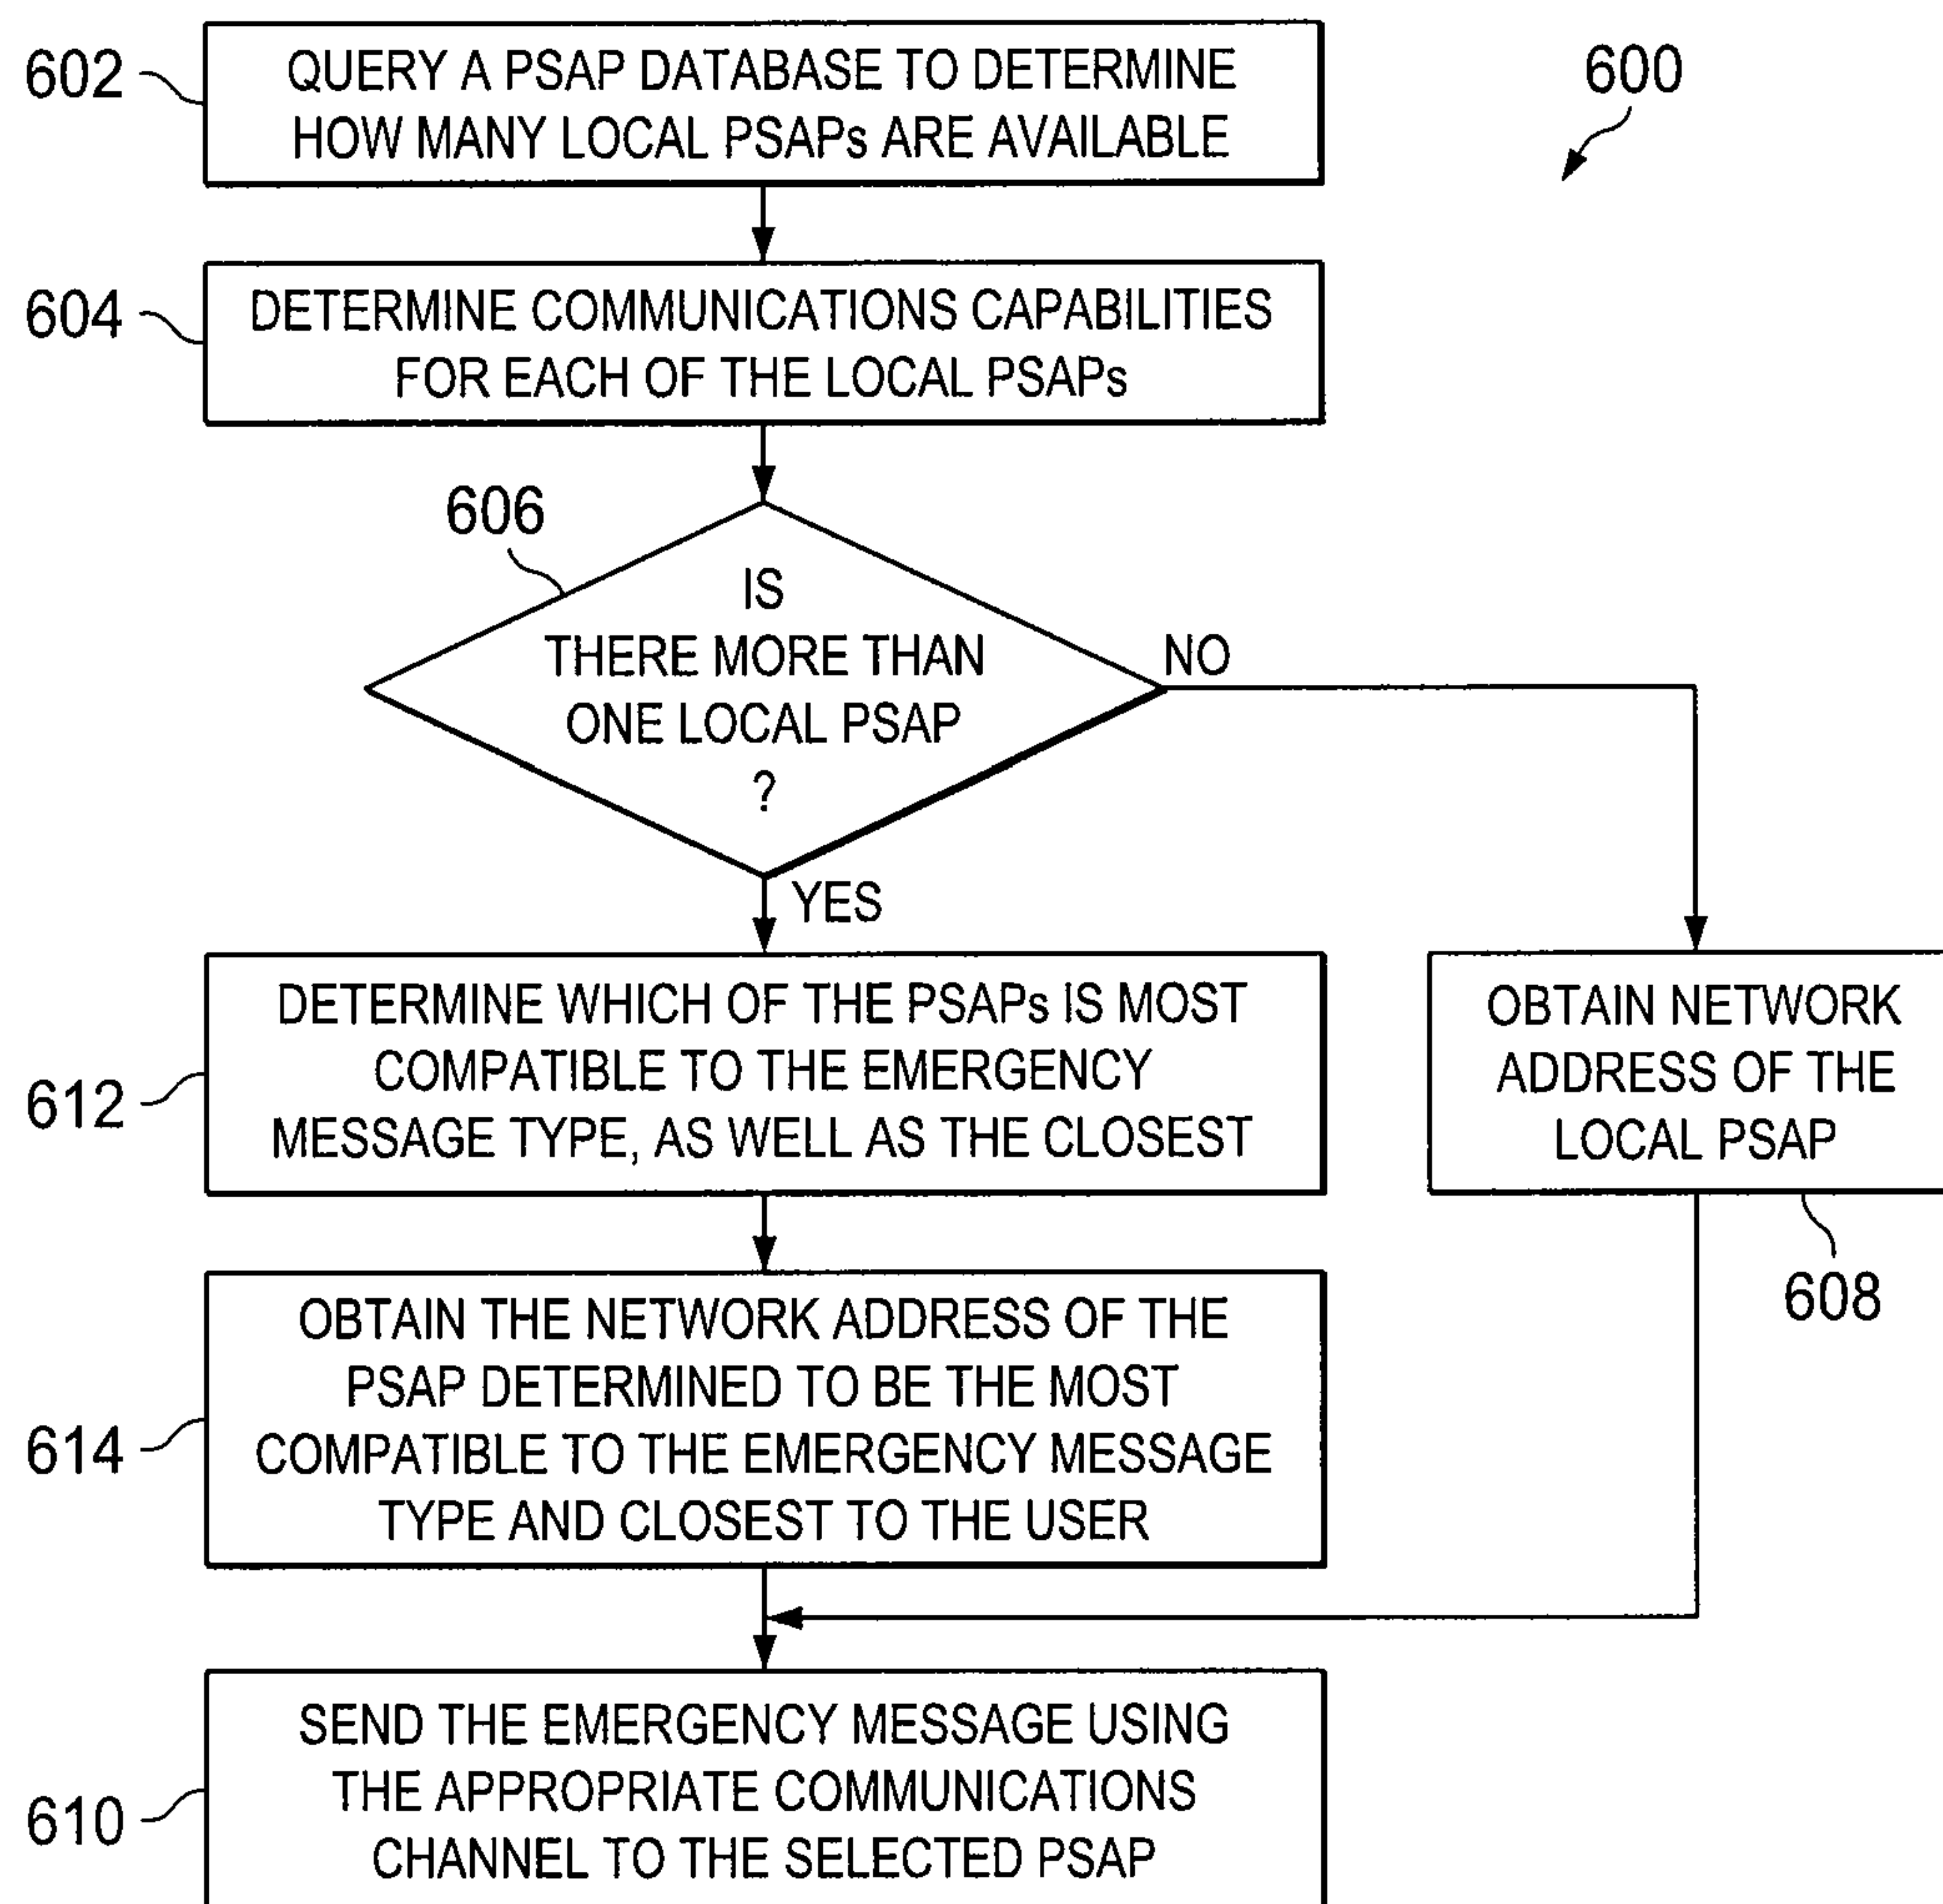 602
QUERY A PSAP DATABASE TO DETERMINE
HOW MANY LOCAL PSAPs ARE AVAILABLE
600
604
DETERMINE COMMUNICATIONS CAPABILITIES
FOR EACH OF THE LOCAL PSAPs
606
IS
THERE MORE THAN
ONE LOCAL PSAP
?
NO
YES
612
DETERMINE WHICH OF THE PSAPs IS MOST
COMPATIBLE TO THE EMERGENCY
MESSAGE TYPE, AS WELL AS THE CLOSEST
OBTAIN NETWORK
ADDRESS OF THE
LOCAL PSAP
608
614
OBTAIN THE NETWORK ADDRESS OF THE
PSAP DETERMINED TO BE THE MOST
COMPATIBLE TO THE EMERGENCY MESSAGE
TYPE AND CLOSEST TO THE USER
610
SEND THE EMERGENCY MESSAGE USING
THE APPROPRIATE COMMUNICATIONS
CHANNEL TO THE SELECTED PSAP